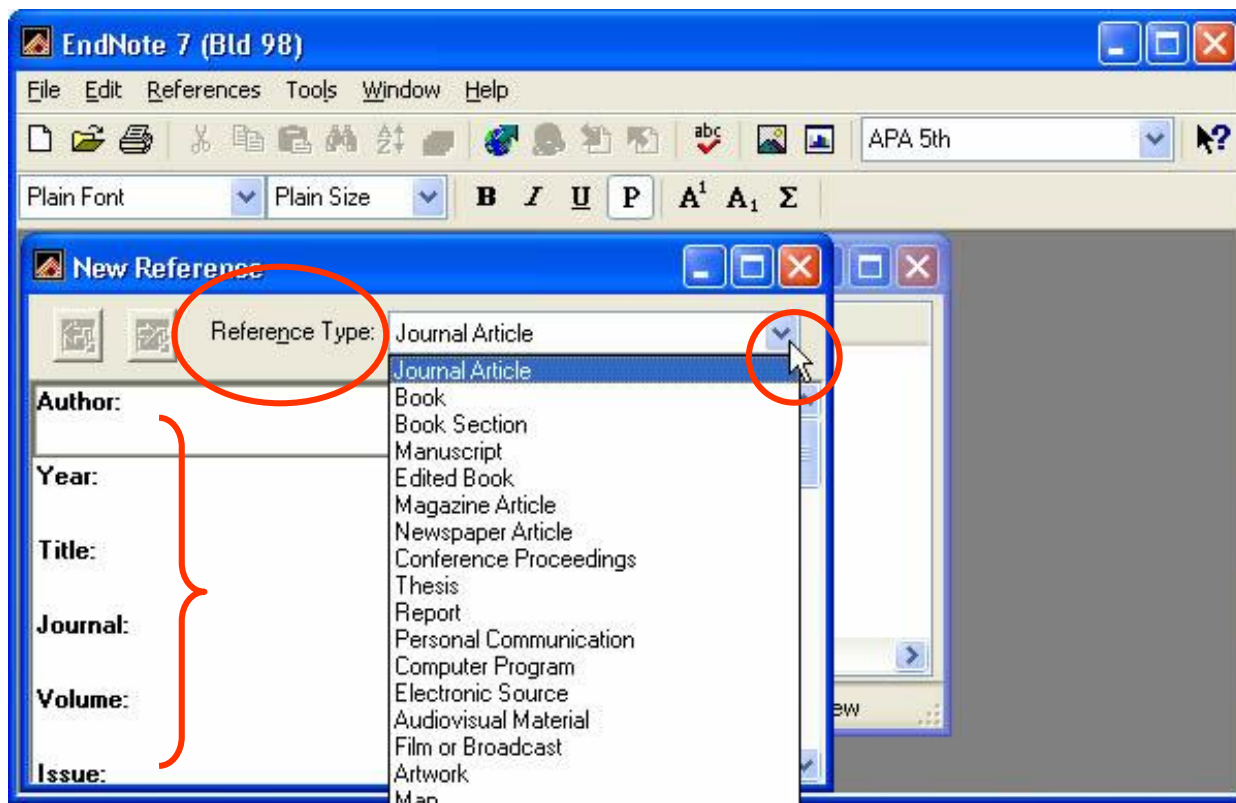 EndNote 7 (Bld 98)
File Edit References Tools Window Help
abc APA 5th ?
Plain Font Plain Size B I U P A1 A1 Σ
New Reference
Reference Type: Journal Article
Journal Article
Author:
Book
Book Section
Manuscript
Year:
Edited Book
Magazine Article
Newspaper Article
Title:
Conference Proceedings
Thesis
Report
Journal:
Personal Communication
Computer Program
Electronic Source
Volume:
Audiovisual Material
ew
Film or Broadcast
Issue:
Artwork
Map